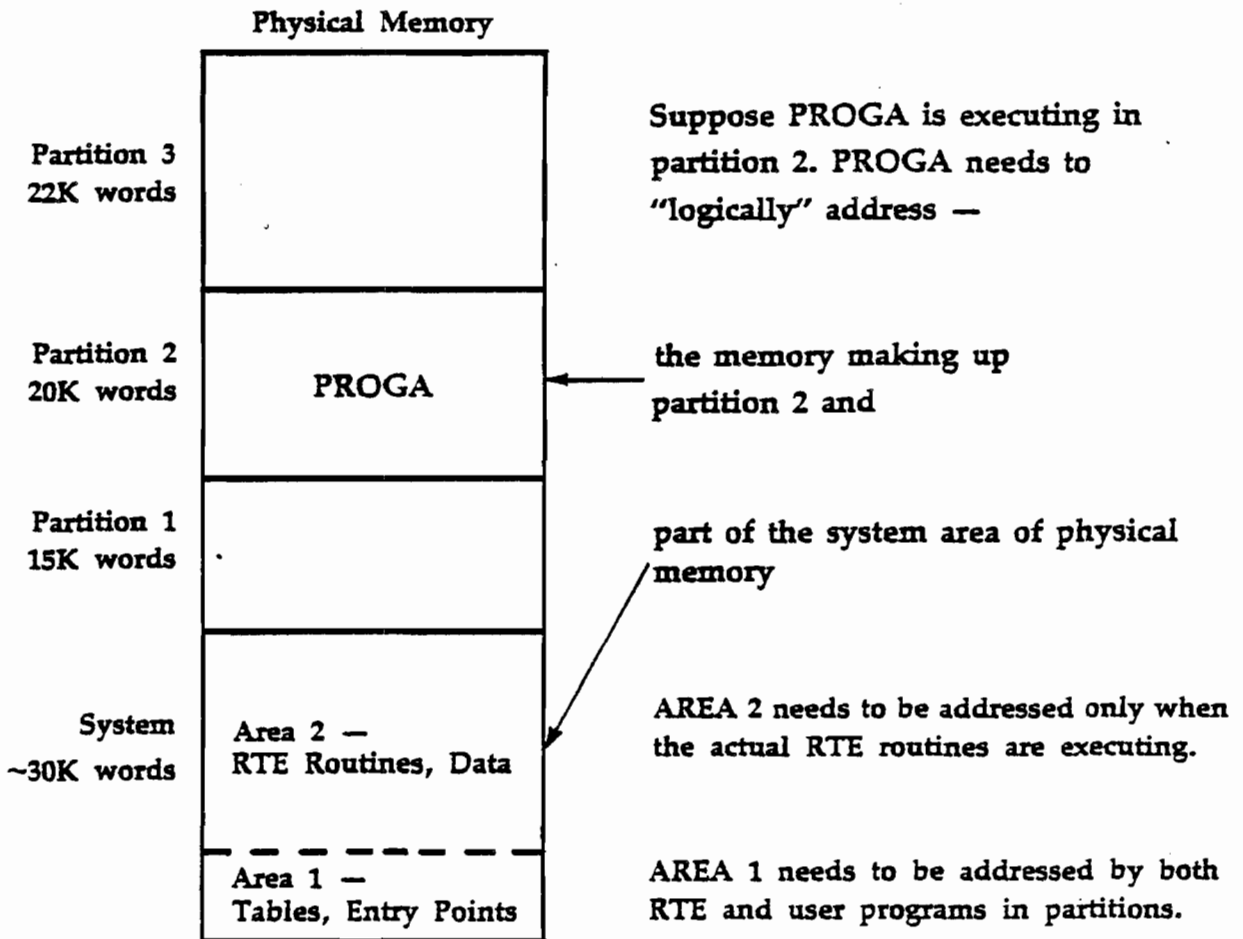 Physical Memory
Partition 3
22K words
Suppose PROGA is executing in
partition 2. PROGA needs to
“logically” address —
Partition 2
20K words
PROGA
the memory making up
partition 2 and
Partition 1
15K words
part of the system area of physical
memory
System
~30K words
Area 2 —
RTE Routines, Data
AREA 2 needs to be addressed only when
the actual RTE routines are executing.
Area 1 —
Tables, Entry Points
AREA 1 needs to be addressed by both
RTE and user programs in partitions.